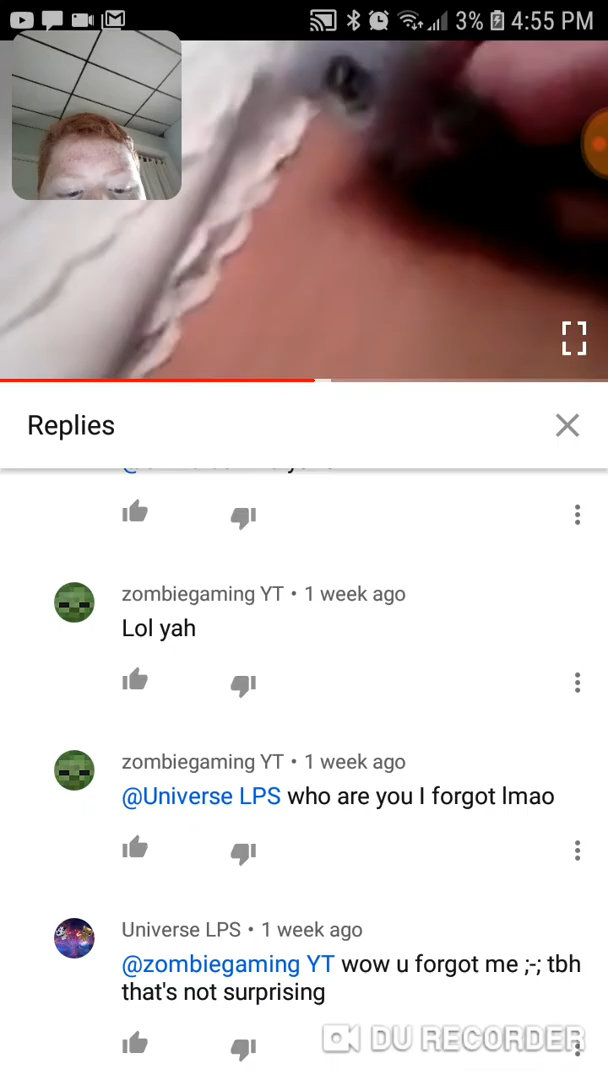 3% 4:55 PM
Replies
zombiegaming YT • 1 week ago
Lol yah
zombiegaming YT • 1 week ago
@Universe LPS who are you I forgot lmao
Universe LPS • 1 week ago
@zombiegaming YT wow u forgot me ;-; tbh
that's not surprising
DU RECORDER